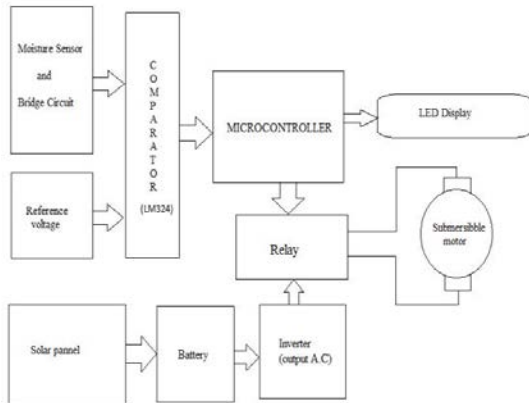 Moisture Sensor
and
Bridge Circuit
COMPARATOR
(LM324)
MICROCONTROLLER
LED Display
Reference
voltage
Relay
Submersibble
motor
Solar pannel
Battery
Inverter
(output A.C)